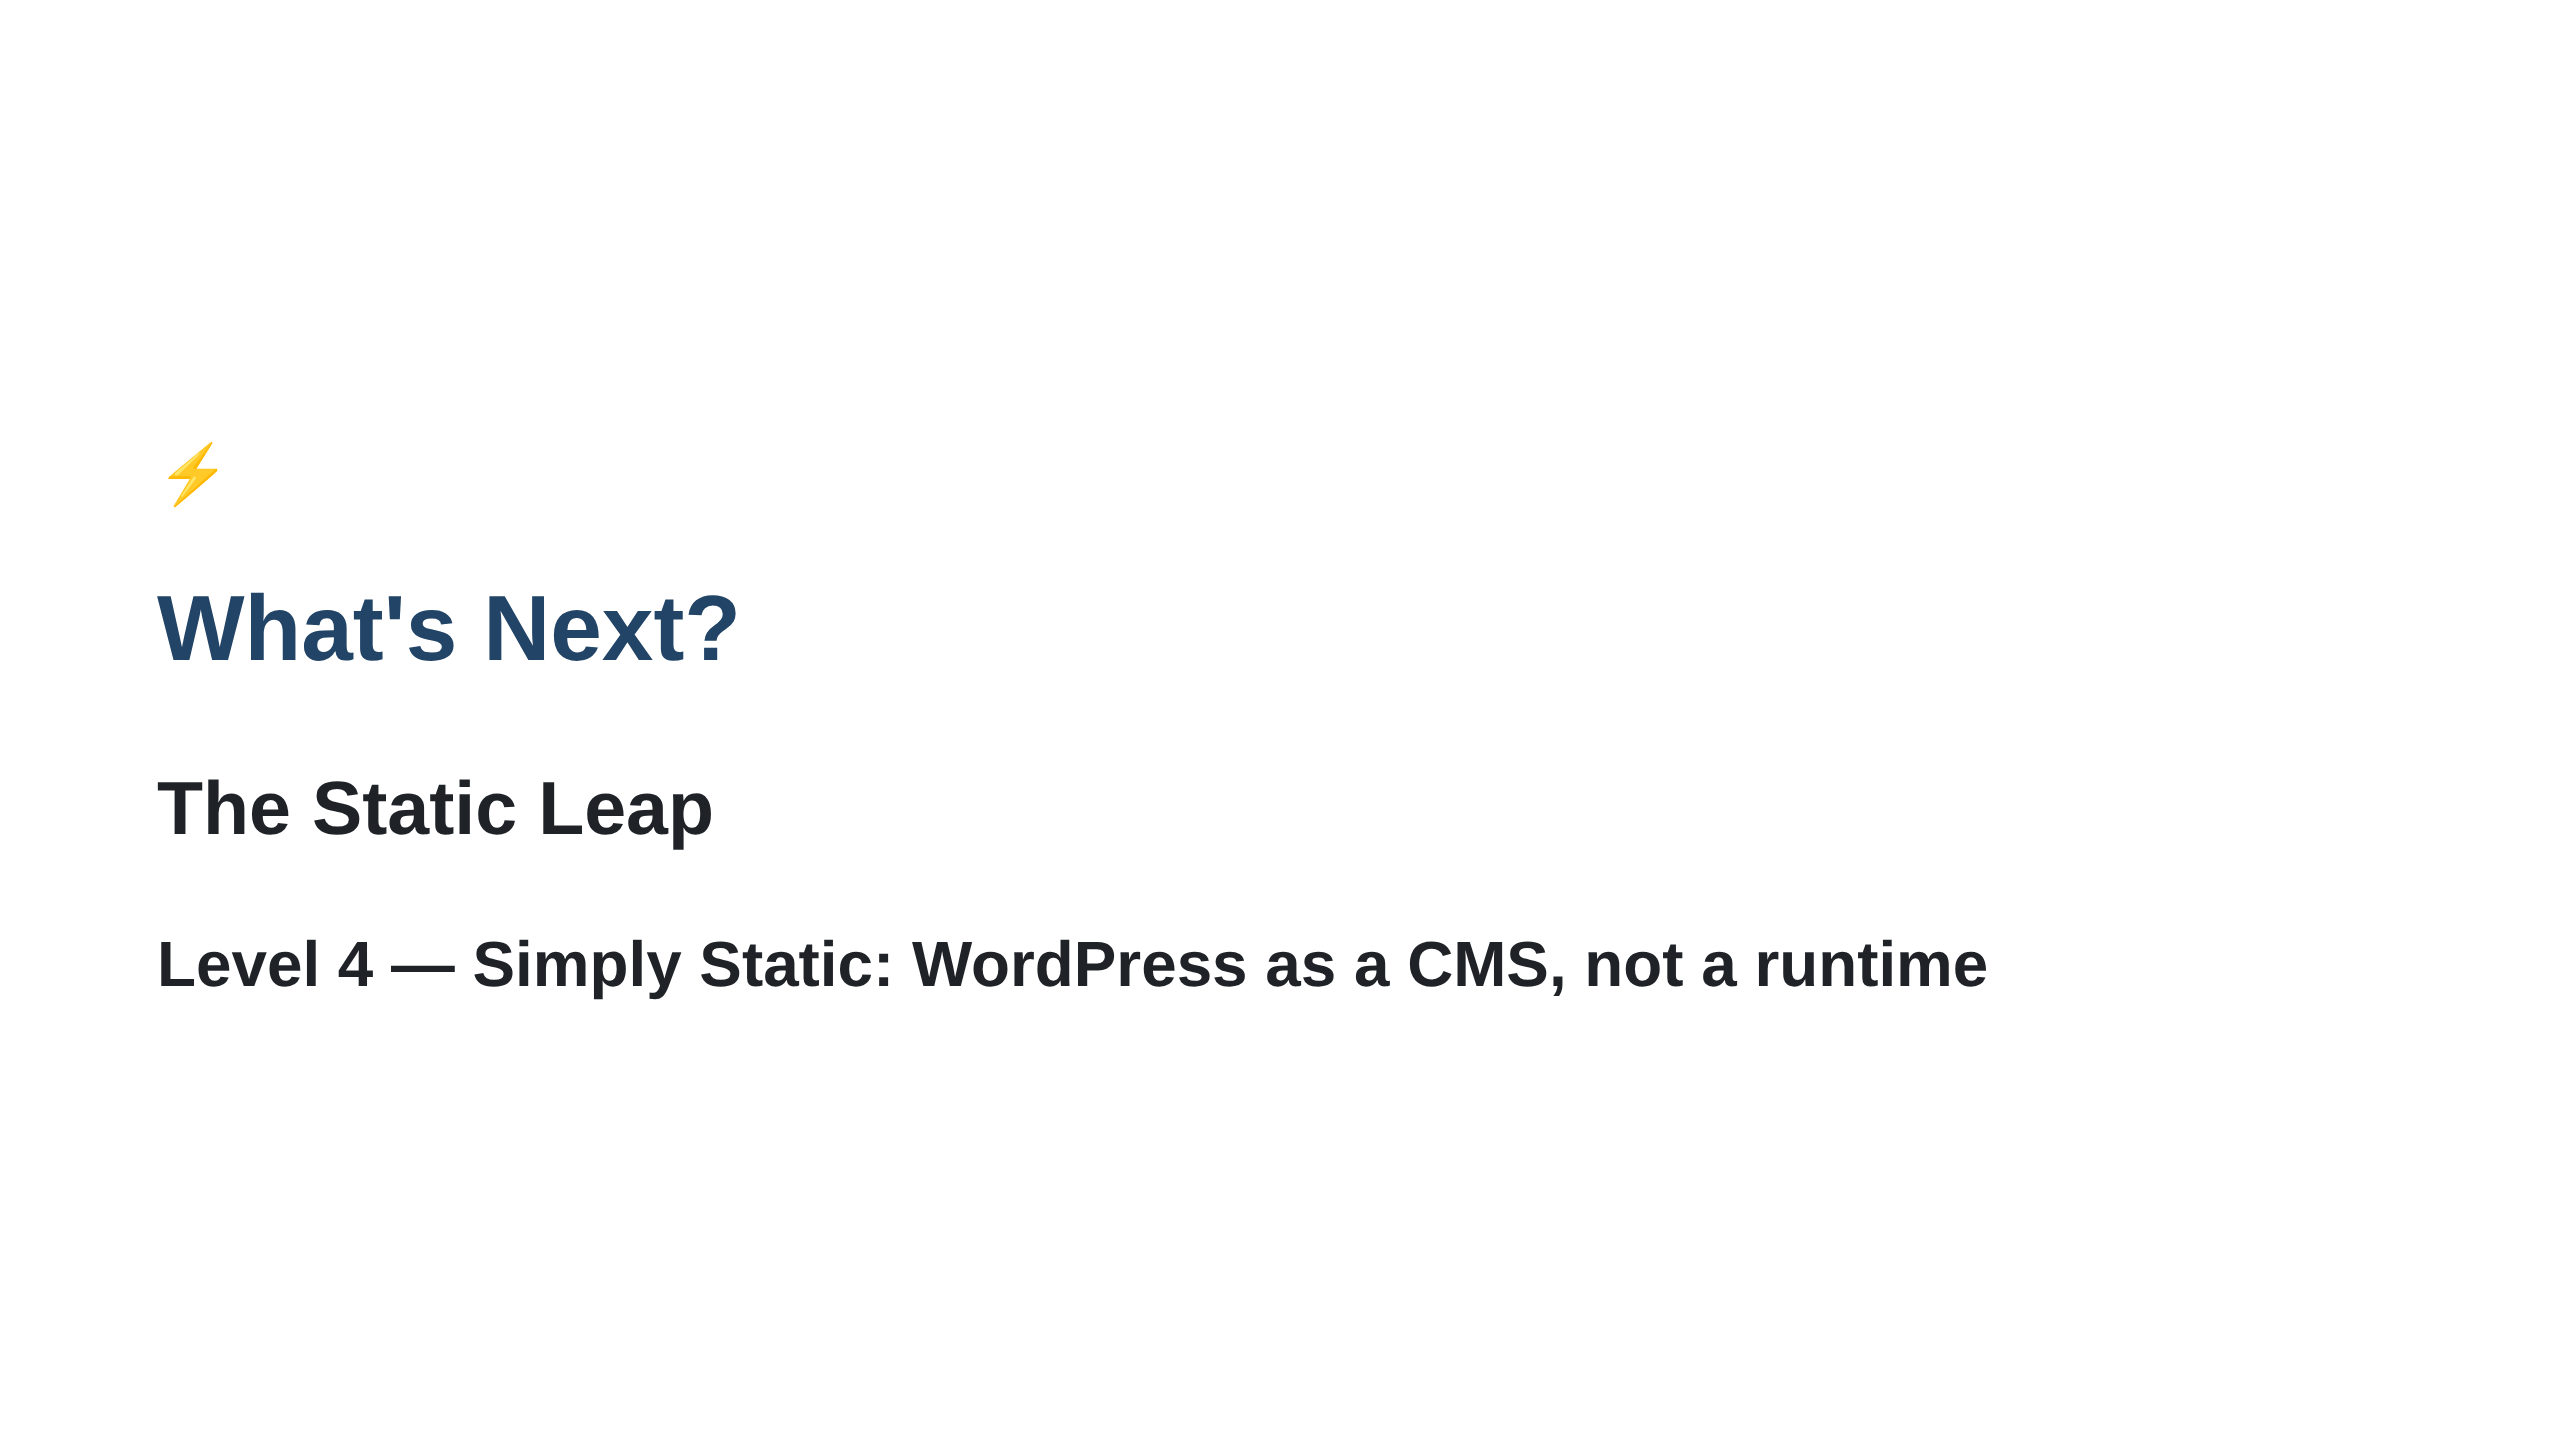 ⚡
What's Next?
The Static Leap
Level 4 — Simply Static: WordPress as a CMS, not a runtime